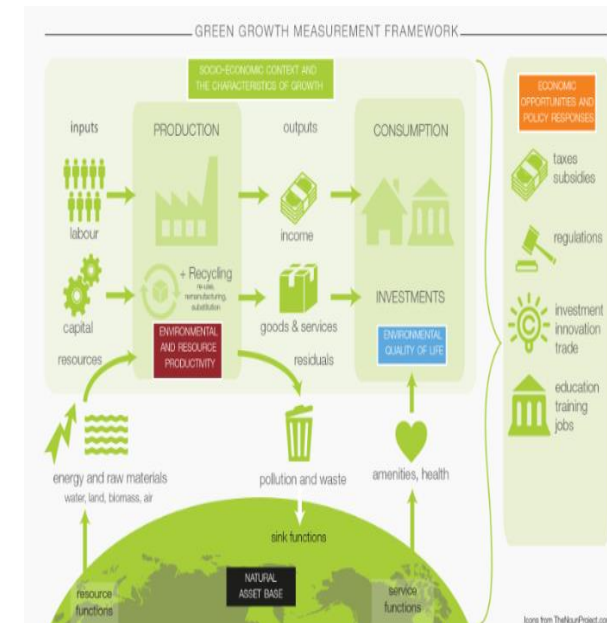 GREEN GROWTH MEASUREMENT FRAMEWORK
SOCIO-ECONOMIC CONTEXT AND
THE CHARACTERISTICS OF GROWTH
inputs
PRODUCTION
outputs
CONSUMPTION
labour
income
+ Recycling
re-use,
remanufacturing,
substitution
INVESTMENTS
capital
goods & services
ENVIRONMENTAL
AND RESOURCE
PRODUCTIVITY
ENVIRONMENTAL
QUALITY OF LIFE
resources
residuals
energy and raw materials
water, land, biomass, air
pollution and waste
amenities, health
sink functions
NATURAL
ASSET BASE
resource
functions
service
functions
ECONOMIC
OPPORTUNITIES AND
POLICY RESPONSES
taxes
subsidies
regulations
investment
innovation
trade
education
training
jobs
Icons from TheNounProject.com